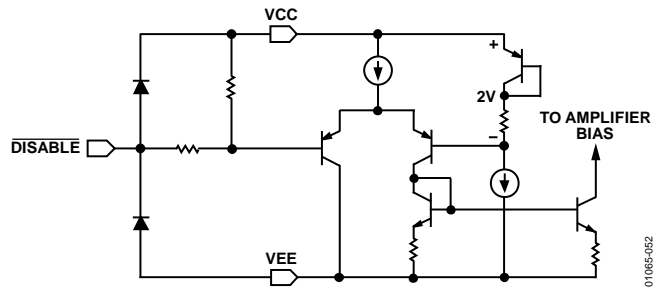 VCC
+
2V
–
TO AMPLIFIER
BIAS
DISABLE
VEE
01065-052